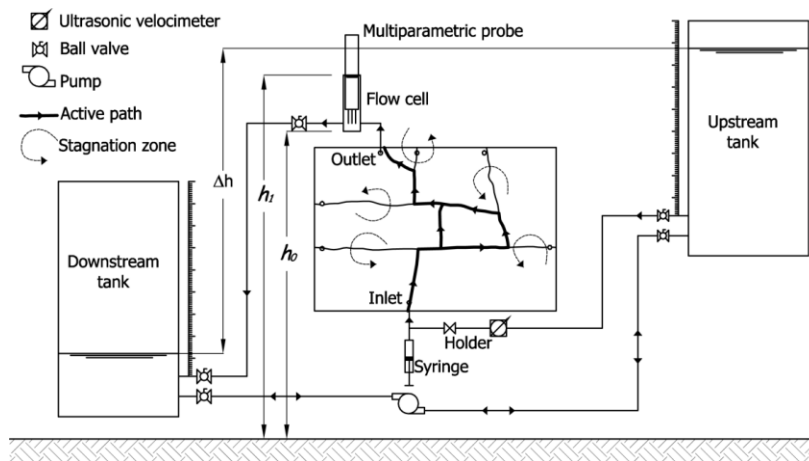 Ultrasonic velocimeter
Ball valve
Pump
Active path
Stagnation zone
Multiparametric probe
Flow cell
Upstream
tank
Outlet
Δh
h₁
h₀
Downstream
tank
Inlet
Holder
Syringe